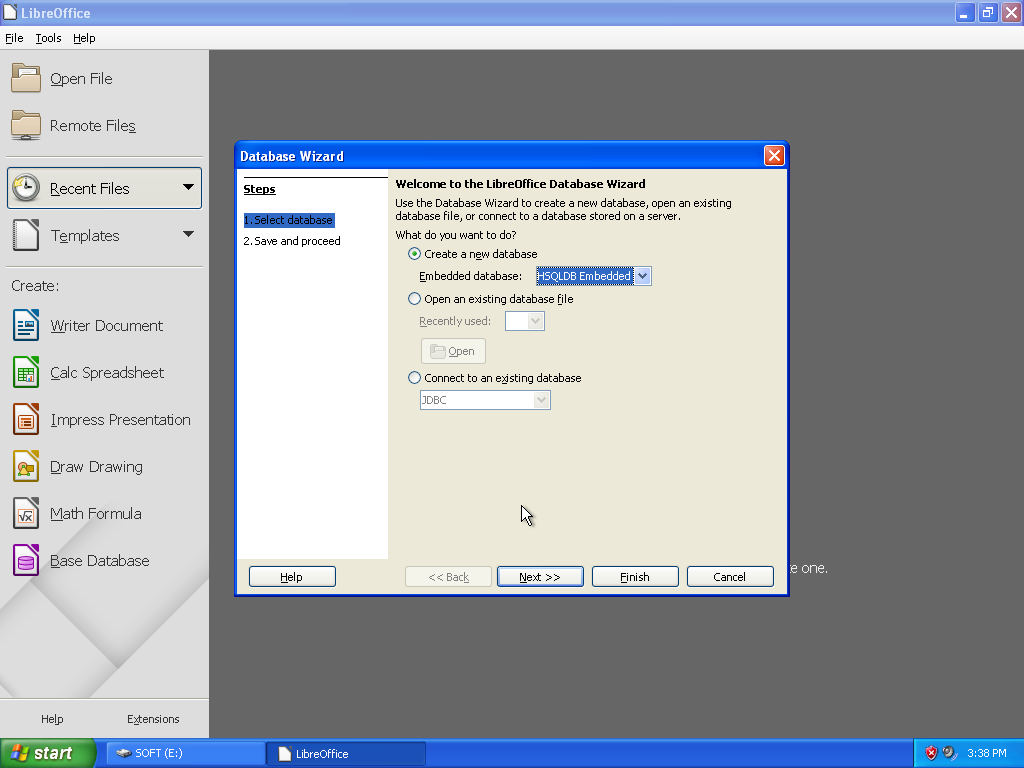 LibreOffice
File Tools Help
Open File
Remote Files
Recent Files
Templates
Create:
Writer Document
Calc Spreadsheet
Impress Presentation
Draw Drawing
Math Formula
Base Database
Help Extensions
Database Wizard
Steps
1. Select database
2. Save and proceed
Welcome to the LibreOffice Database Wizard
Use the Database Wizard to create a new database, open an existing
database file, or connect to a database stored on a server.
What do you want to do?
Create a new database
Embedded database: HSQLDB Embedded
Open an existing database file
Recently used:
Open
Connect to an existing database
JDBC
Help << Back Next >> Finish Cancel
one.
start SOFT (E:) LibreOffice 3:38 PM